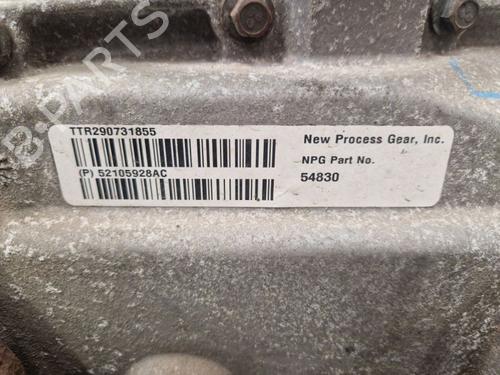 B-PARTS
TTR290731855
(P) 52105928AC
New Process Gear, Inc.
NPG Part No.
54830